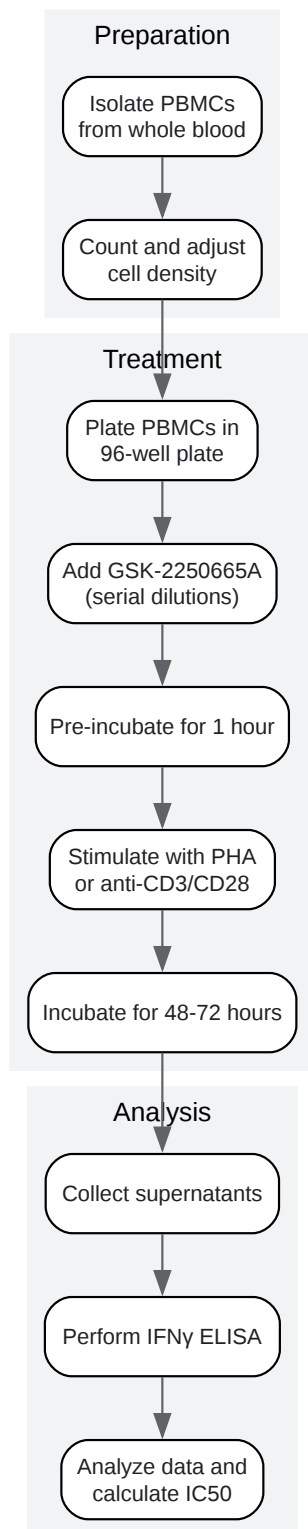 Preparation
Isolate PBMCs
from whole blood
Count and adjust
cell density
Treatment
Plate PBMCs in
96-well plate
Add GSK-2250665A
(serial dilutions)
Pre-incubate for 1 hour
Stimulate with PHA
or anti-CD3/CD28
Incubate for 48-72 hours
Analysis
Collect supernatants
Perform IFNγ ELISA
Analyze data and
calculate IC50